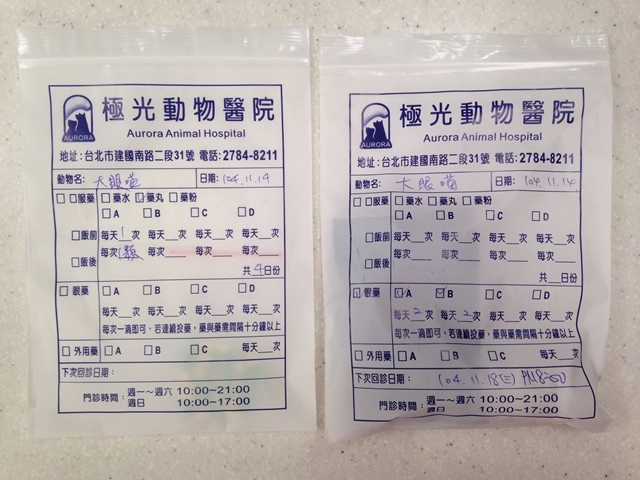 極光動物醫院
AURORA
Aurora Animal Hospital
地址:台北市建國南路二段31號 電話:2784-8211
動物名: 大眼喵 日期: 104.11.14
□ □服藥 □藥水 ☑藥丸 □藥粉
□A □B □C □D
□飯前 每天1次 每天__次 每天__次 每天__次
□飯後 每次1顆 每次__ 每次__ 每次__
共4日份
□ 眼藥 □A □B □C □D
每天__次 每天__次 每天__次 每天__次
每次一滴即可,若連續投藥,藥與藥需間隔十分鐘以上
□ 外用藥 □A □B □C 每天__次
下次回診日期:
門診時間: 週一~週六 10:00~21:00
週日 10:00~17:00
極光動物醫院
AURORA
Aurora Animal Hospital
地址:台北市建國南路二段31號 電話:2784-8211
動物名: 大眼喵 日期: 104.11.14
□ □服藥 □藥水 □藥丸 □藥粉
□A □B □C □D
□飯前 每天__次 每天__次 每天__次 每天__次
□飯後 每次__ 每次__ 每次__ 每次__
共__日份
☑ 眼藥 ☑A ☑B □C □D
每天2次 每天2次 每天__次 每天__次
每次一滴即可,若連續投藥,藥與藥需間隔十分鐘以上
□ 外用藥 □A □B □C 每天__次
下次回診日期: 104.11.18(三) PM8:00
門診時間: 週一~週六 10:00~21:00
週日 10:00~17:00